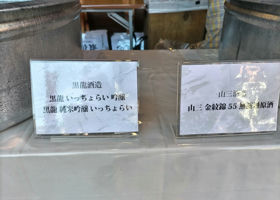 黒龍酒造
黒龍 いっちょらい 吟醸
黒龍 純米吟醸 いっちょらい
山三酒造
山三 金紋錦 55 無濾過原酒